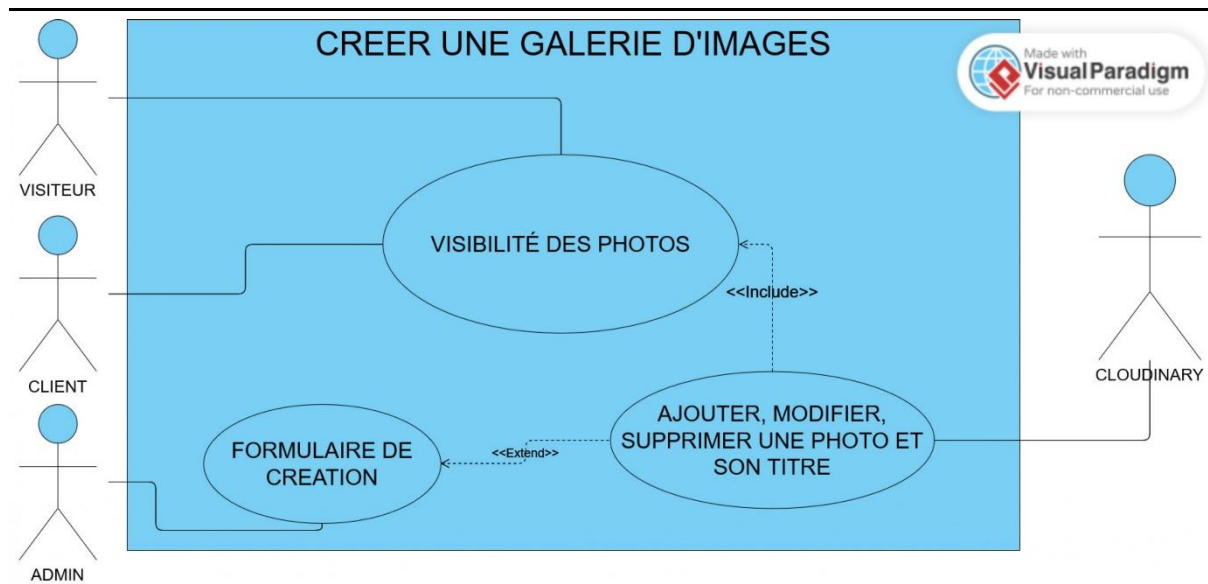 CREER UNE GALERIE D'IMAGES
Made with
Visual Paradigm
For non-commercial use
VISITEUR
VISIBILITÉ DES PHOTOS
<<Include>>
CLIENT
CLOUDINARY
AJOUTER, MODIFIER,
SUPPRIMER UNE PHOTO ET
SON TITRE
<<Extend>>
FORMULAIRE DE
CREATION
ADMIN